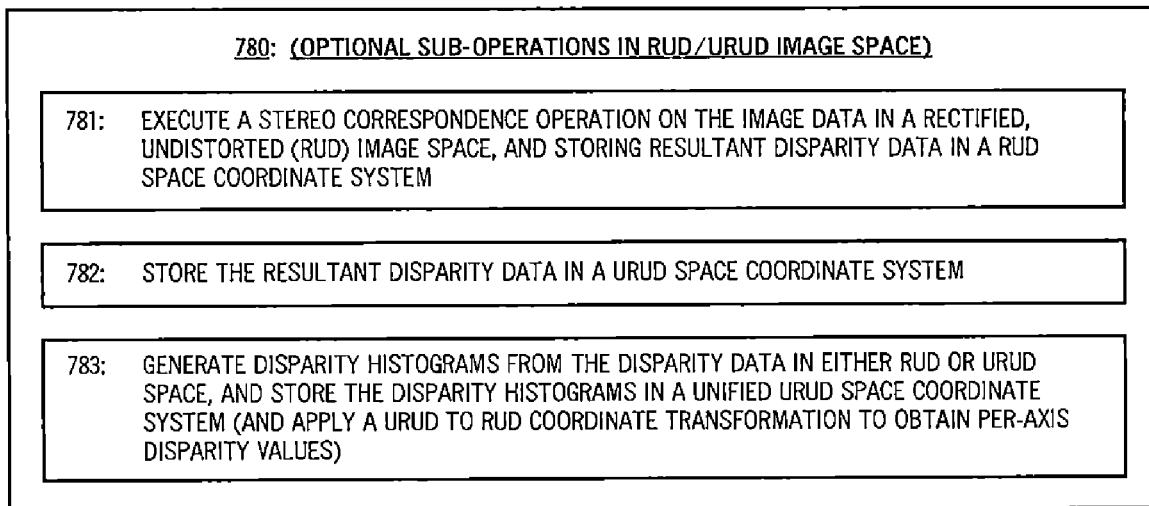 780: (OPTIONAL SUB-OPERATIONS IN RUD/URUD IMAGE SPACE)
781: EXECUTE A STEREO CORRESPONDENCE OPERATION ON THE IMAGE DATA IN A RECTIFIED,
UNDISTORTED (RUD) IMAGE SPACE, AND STORING RESULTANT DISPARITY DATA IN A RUD
SPACE COORDINATE SYSTEM
782: STORE THE RESULTANT DISPARITY DATA IN A URUD SPACE COORDINATE SYSTEM
783: GENERATE DISPARITY HISTOGRAMS FROM THE DISPARITY DATA IN EITHER RUD OR URUD
SPACE, AND STORE THE DISPARITY HISTOGRAMS IN A UNIFIED URUD SPACE COORDINATE
SYSTEM (AND APPLY A URUD TO RUD COORDINATE TRANSFORMATION TO OBTAIN PER-AXIS
DISPARITY VALUES)